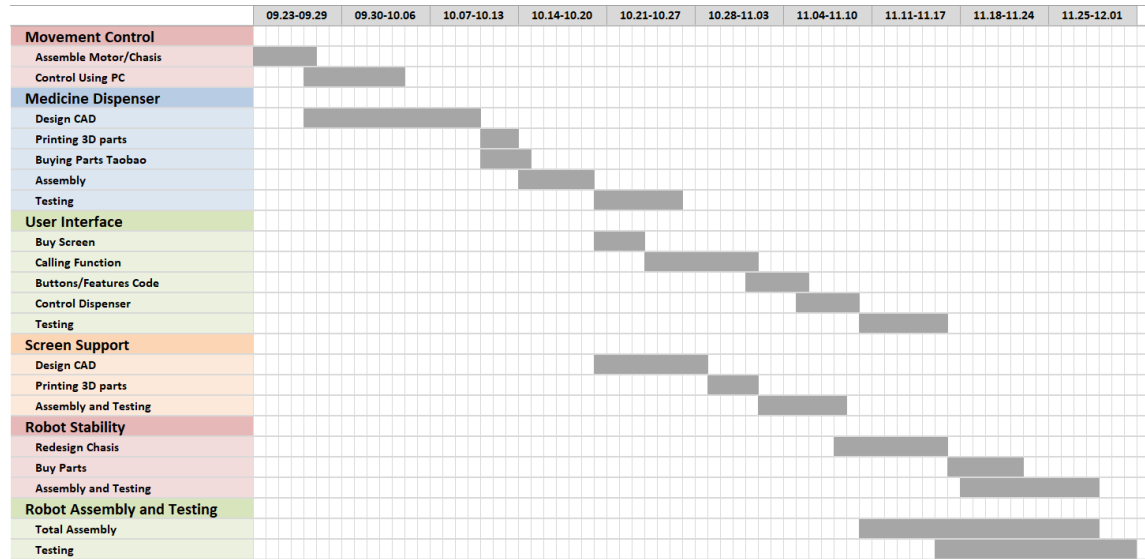 09.23-09.29 09.30-10.06 10.07-10.13 10.14-10.20 10.21-10.27 10.28-11.03 11.04-11.10 11.11-11.17 11.18-11.24 11.25-12.01
Movement Control
Assemble Motor/Chasis
Control Using PC
Medicine Dispenser
Design CAD
Printing 3D parts
Buying Parts Taobao
Assembly
Testing
User Interface
Buy Screen
Calling Function
Buttons/Features Code
Control Dispenser
Testing
Screen Support
Design CAD
Printing 3D parts
Assembly and Testing
Robot Stability
Redesign Chasis
Buy Parts
Assembly and Testing
Robot Assembly and Testing
Total Assembly
Testing